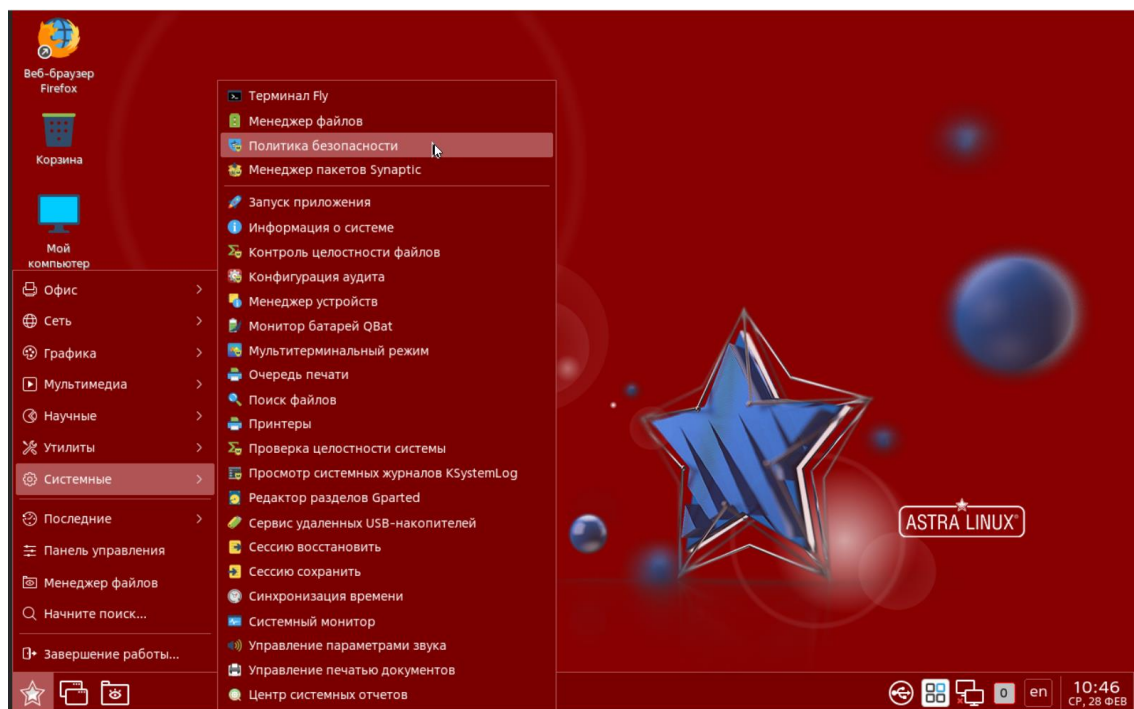 Веб-браузер
Firefox
Корзина
Мой
компьютер
Офис
Сеть
Графика
Мультимедиа
Научные
Утилиты
Системные
Последние
Панель управления
Менеджер файлов
Начните поиск...
Завершение работы...
Терминал Fly
Менеджер файлов
Политика безопасности
Менеджер пакетов Synaptic
Запуск приложения
Информация о системе
Контроль целостности файлов
Конфигурация аудита
Менеджер устройств
Монитор батарей QBat
Мультитерминальный режим
Очередь печати
Поиск файлов
Принтеры
Проверка целостности системы
Просмотр системных журналов KSystemLog
Редактор разделов Gparted
Сервис удаленных USB-накопителей
Сессию восстановить
Сессию сохранить
Синхронизация времени
Системный монитор
Управление параметрами звука
Управление печатью документов
Центр системных отчетов
ASTRA LINUX®
0
en
10:46
СР, 28 ФЕВ